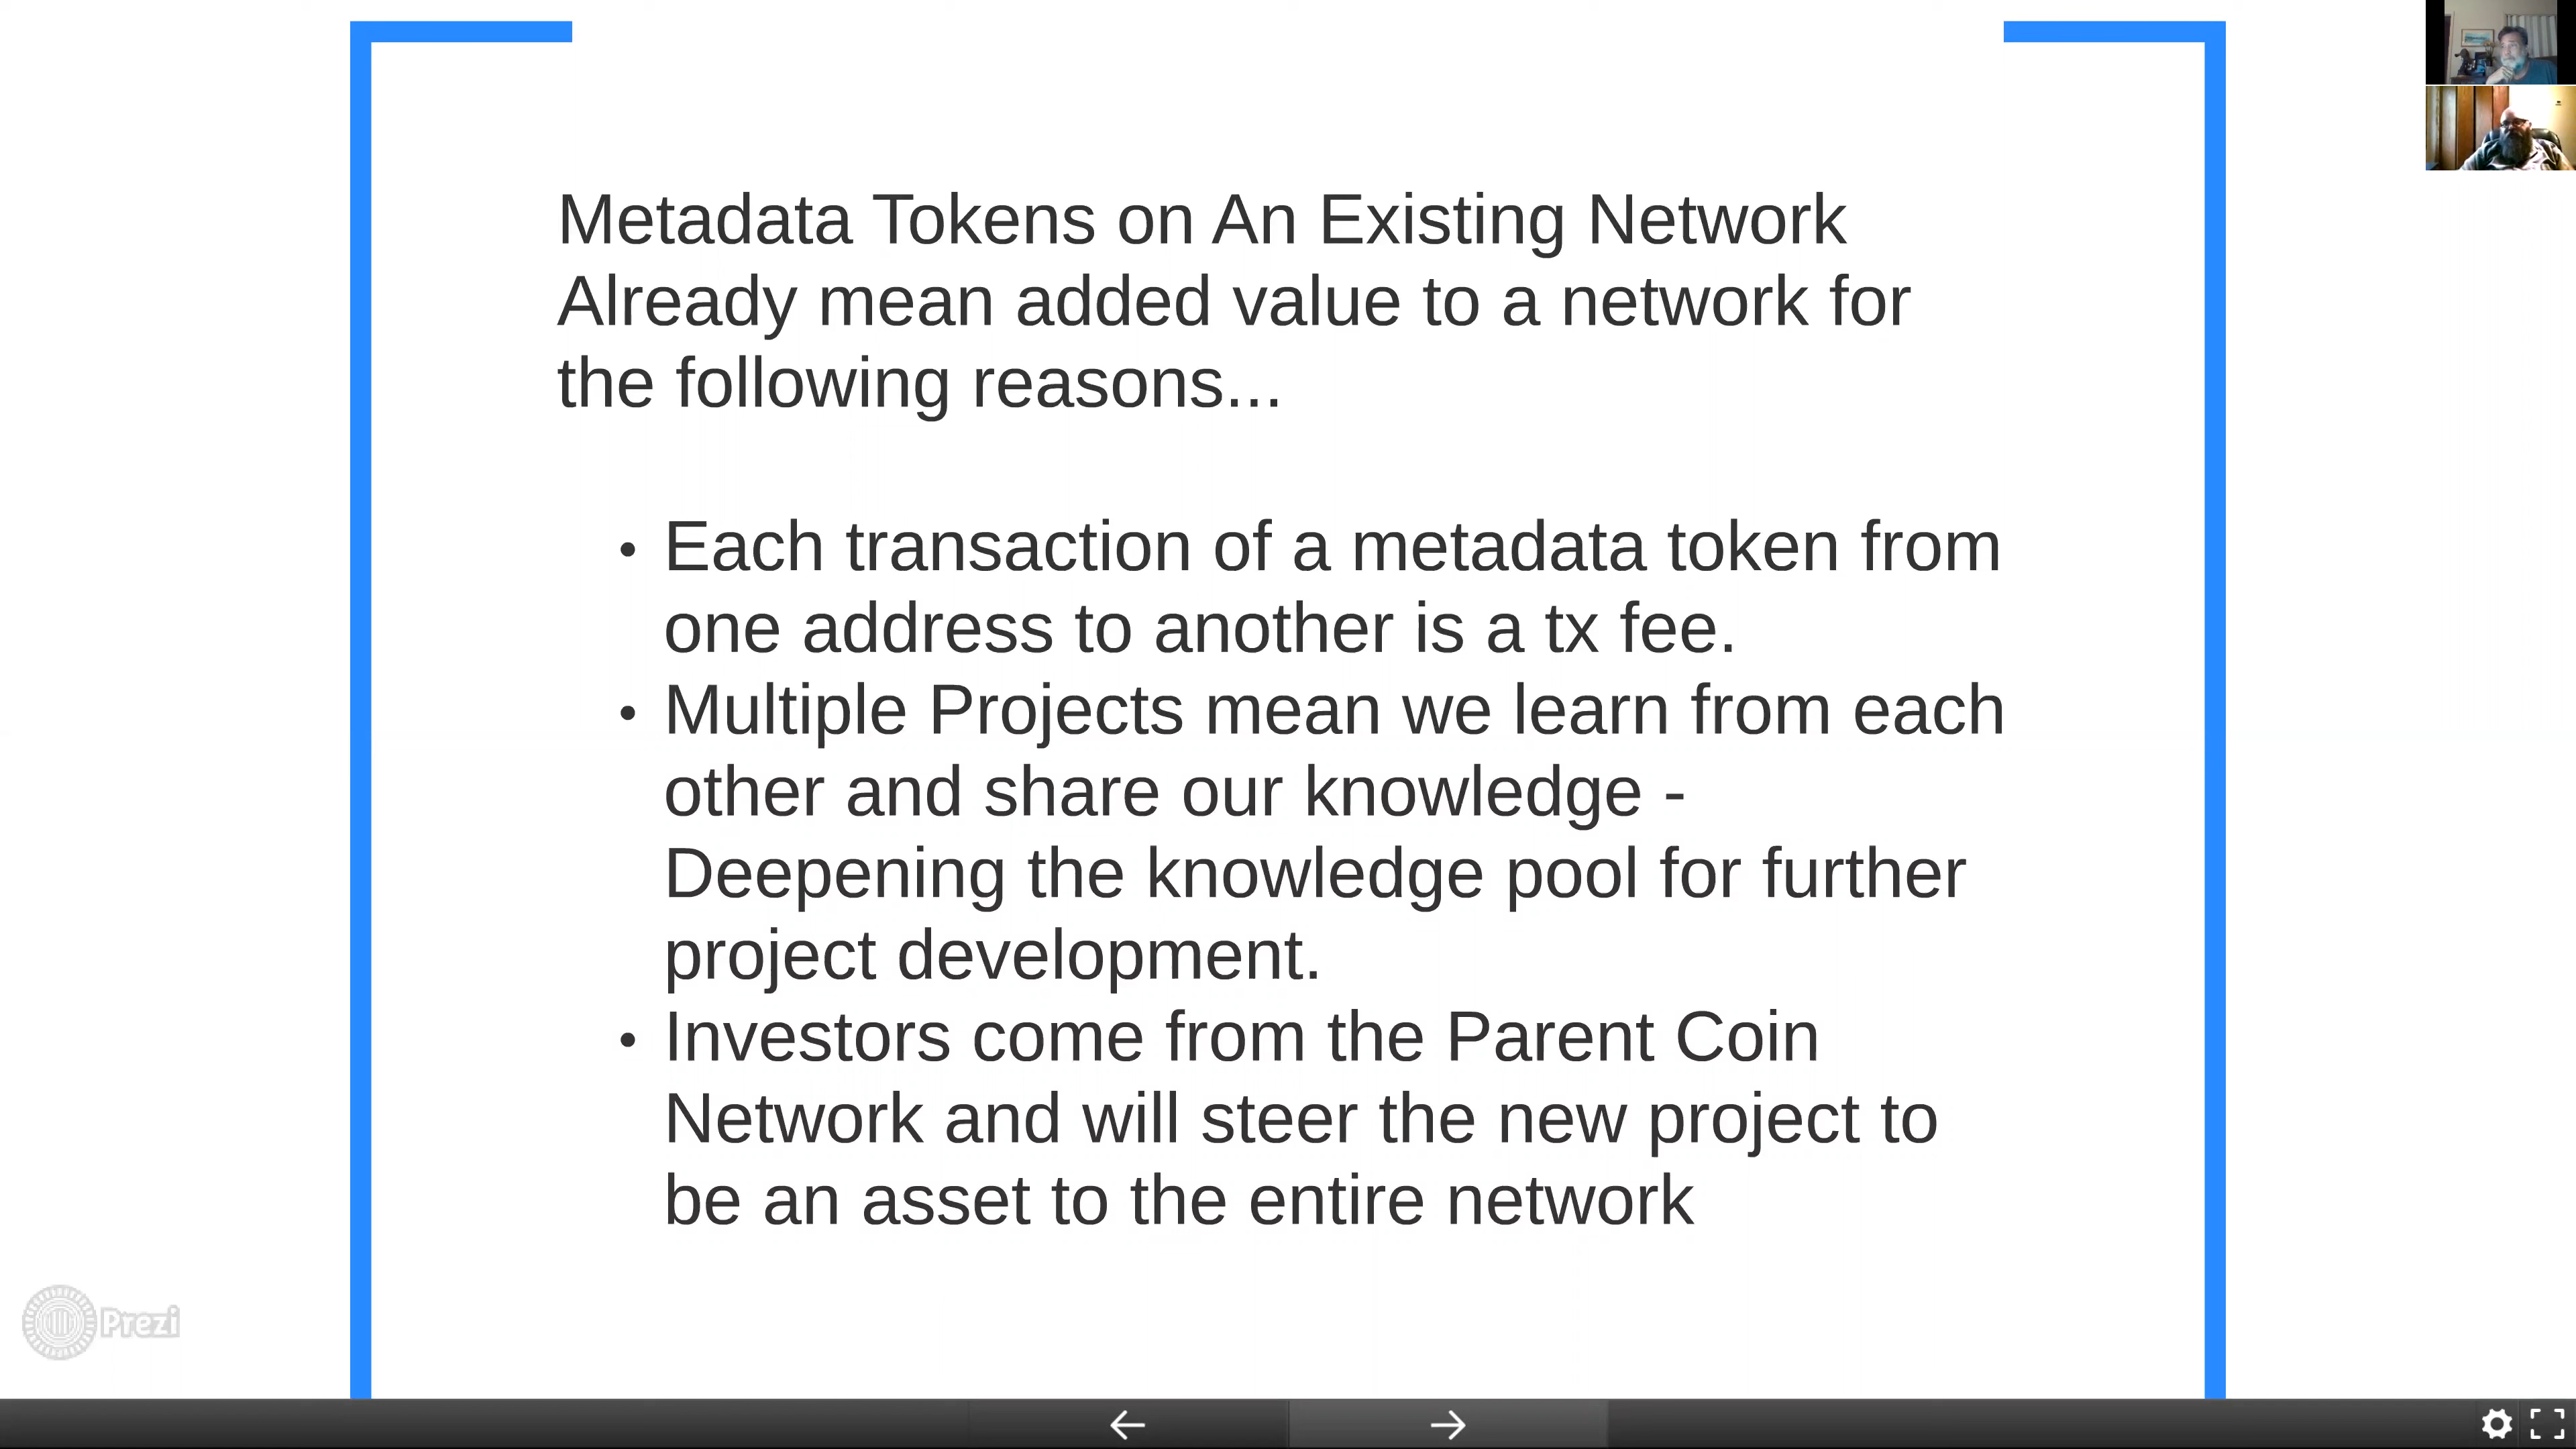 Metadata Tokens on An Existing Network
Already mean added value to a network for
the following reasons...
• Each transaction of a metadata token from
one address to another is a tx fee.
• Multiple Projects mean we learn from each
other and share our knowledge -
Deepening the knowledge pool for further
project development.
• Investors come from the Parent Coin
Network and will steer the new project to
be an asset to the entire network
Prezi